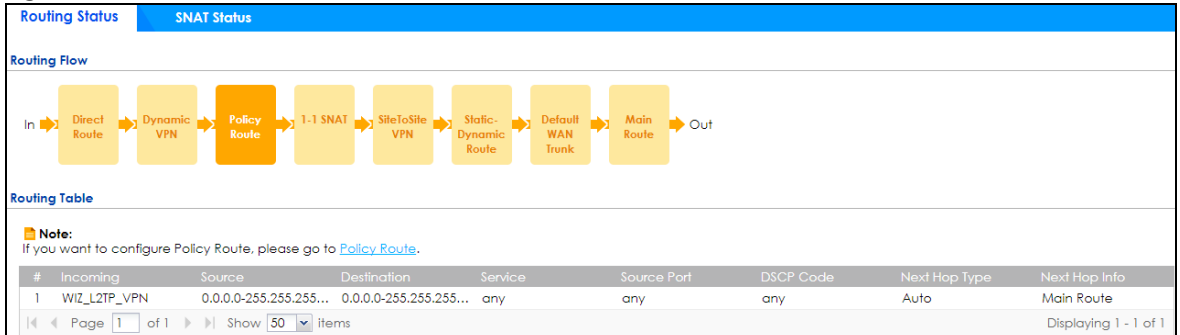 Routing Status SNAT Status
Routing Flow
In Direct Route Dynamic VPN Policy Route 1-1 SNAT SiteToSite VPN Static-Dynamic Route Default WAN Trunk Main Route Out
Routing Table
Note:
If you want to configure Policy Route, please go to Policy Route.
# Incoming Source Destination Service Source Port DSCP Code Next Hop Type Next Hop Info
1 WIZ_L2TP_VPN 0.0.0.0-255.255.255... 0.0.0.0-255.255.255... any any any Auto Main Route
Page 1 of 1 Show 50 items Displaying 1 - 1 of 1